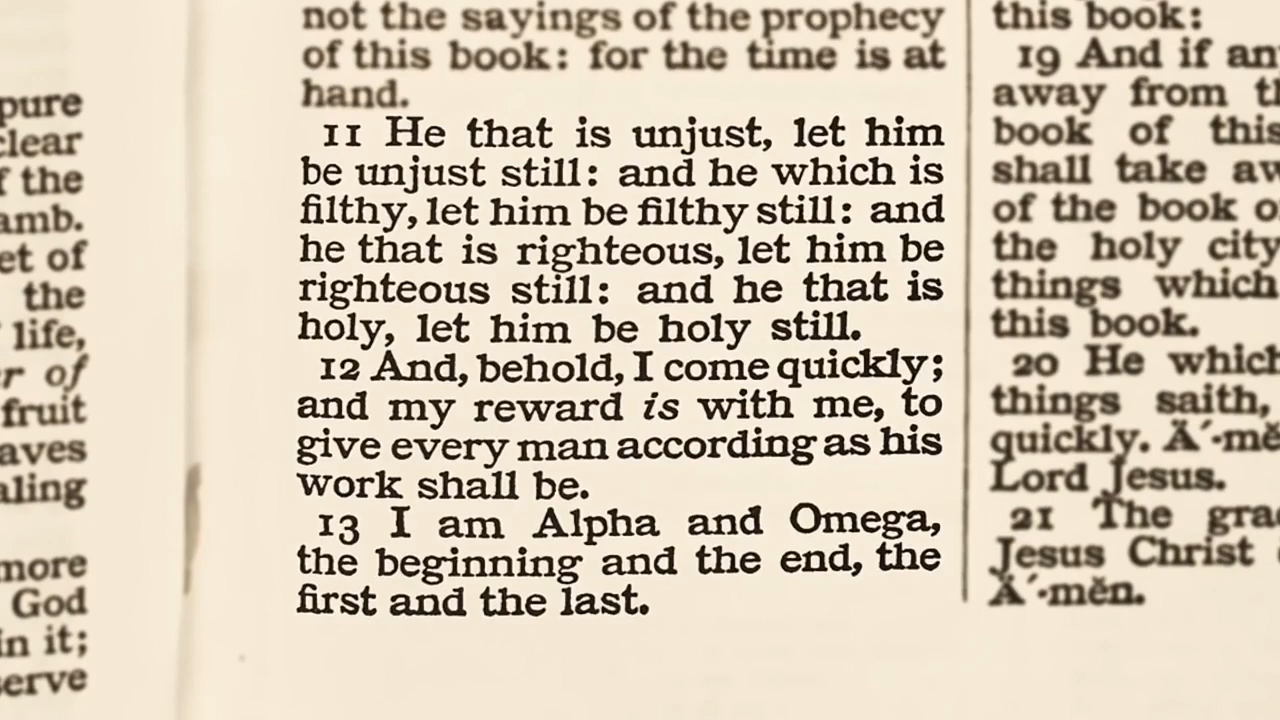 pure
clear
the
amb.
et of
the
life,
r of
fruit
aves
aling
more
God
in it;
serve
not the sayings of the prophecy
of this book: for the time is at
hand.
11 He that is unjust, let him
be unjust still: and he which is
filthy, let him be filthy still: and
he that is righteous, let him be
righteous still: and he that is
holy, let him be holy still.
12 And, behold, I come quickly;
and my reward is with me, to
give every man according as his
work shall be.
13 I am Alpha and Omega,
the beginning and the end, the
first and the last.
this book:
19 And if an
away from th
book of this
shall take aw
of the book o
the holy city
things which
this book.
20 He which
things saith,
quickly. Ä´-mĕ
Lord Jesus.
21 The gra
Jesus Christ
Ä´-mĕn.